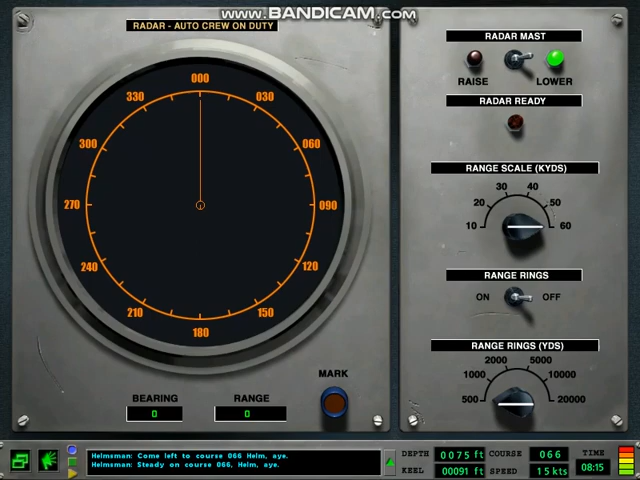 WWW.BANDICAM.COM
RADAR - AUTO CREW ON DUTY
000
330 030
300 060
270 090
240 120
210 150
180
BEARING RANGE MARK
0 0
RADAR MAST
RAISE LOWER
RADAR READY
RANGE SCALE (KYDS)
30 40
20 50
10 60
RANGE RINGS
ON OFF
RANGE RINGS (YDS)
2000 5000
1000 10000
500 20000
Helmsman: Come left to course 066 Helm, aye.
Helmsman: Steady on course 066, Helm, aye.
DEPTH 0075 ft COURSE 066 TIME
KEEL 00091 ft SPEED 15kts 08:15